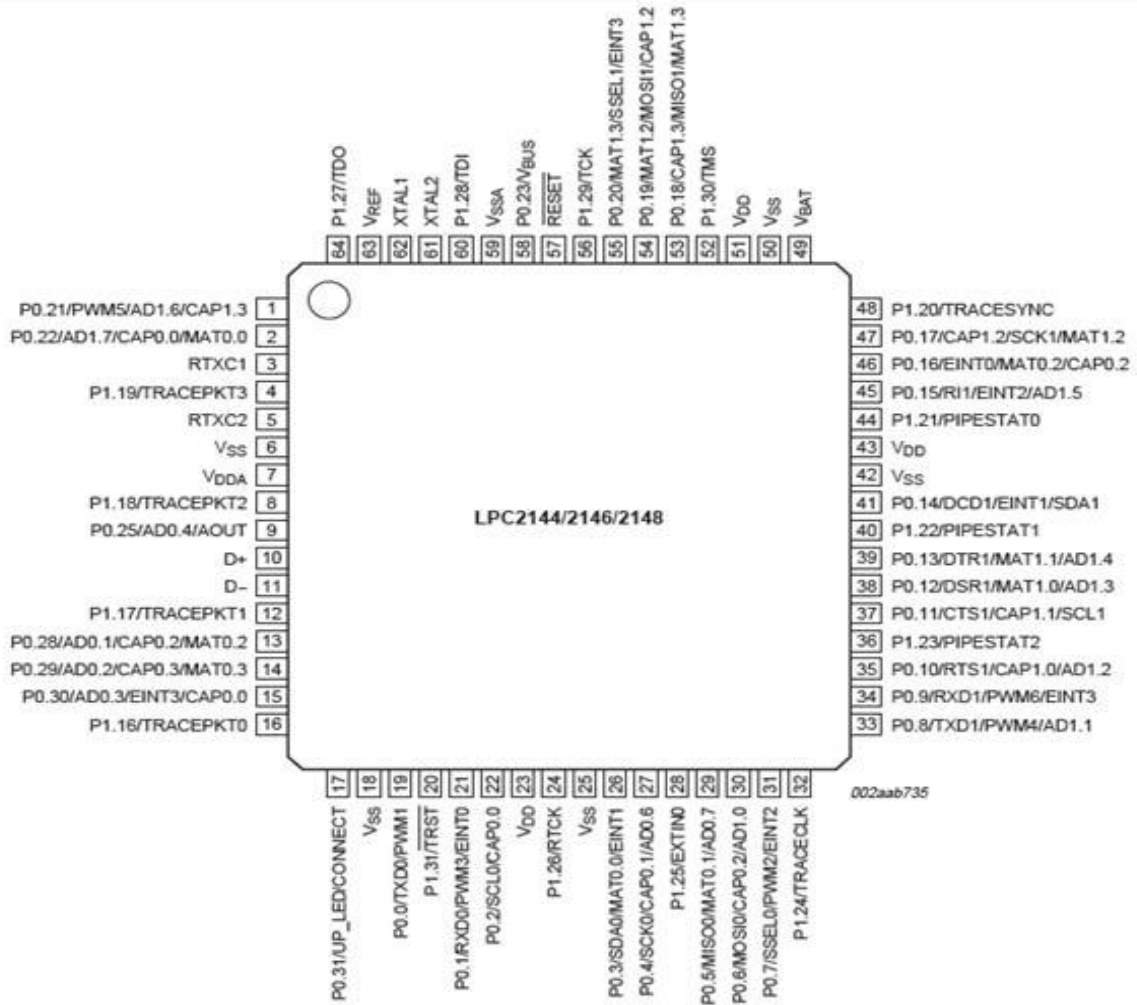 P1.27/TDO
VREF
XTAL1
XTAL2
P1.28/TDI
VSSA
P0.23/VBUS
RESET
P1.29/TCK
P0.20/MAT1.3/SSEL1/EINT3
P0.19/MAT1.2/MOSI1/CAP1.2
P0.18/CAP1.3/MISO1/MAT1.3
P1.30/TMS
VDD
VSS
VBAT
64 63 62 61 60 59 58 57 56 55 54 53 52 51 50 49
P0.21/PWM5/AD1.6/CAP1.3 1
P0.22/AD1.7/CAP0.0/MAT0.0 2
RTXC1 3
P1.19/TRACEPKT3 4
RTXC2 5
VSS 6
VDDA 7
P1.18/TRACEPKT2 8
P0.25/AD0.4/AOUT 9
D+ 10
D− 11
P1.17/TRACEPKT1 12
P0.28/AD0.1/CAP0.2/MAT0.2 13
P0.29/AD0.2/CAP0.3/MAT0.3 14
P0.30/AD0.3/EINT3/CAP0.0 15
P1.16/TRACEPKT0 16
LPC2144/2146/2148
48 P1.20/TRACESYNC
47 P0.17/CAP1.2/SCK1/MAT1.2
46 P0.16/EINT0/MAT0.2/CAP0.2
45 P0.15/RI1/EINT2/AD1.5
44 P1.21/PIPESTAT0
43 VDD
42 VSS
41 P0.14/DCD1/EINT1/SDA1
40 P1.22/PIPESTAT1
39 P0.13/DTR1/MAT1.1/AD1.4
38 P0.12/DSR1/MAT1.0/AD1.3
37 P0.11/CTS1/CAP1.1/SCL1
36 P1.23/PIPESTAT2
35 P0.10/RTS1/CAP1.0/AD1.2
34 P0.9/RXD1/PWM6/EINT3
33 P0.8/TXD1/PWM4/AD1.1
17 18 19 20 21 22 23 24 25 26 27 28 29 30 31 32
P0.31/UP_LED/CONNECT
VSS
P0.0/TXD0/PWM1
P1.31/TRST
P0.1/RXD0/PWM3/EINT0
P0.2/SCL0/CAP0.0
VDD
P1.26/RTCK
VSS
P0.3/SDA0/MAT0.0/EINT1
P0.4/SCK0/CAP0.1/AD0.6
P1.25/EXTIN0
P0.5/MISO0/MAT0.1/AD0.7
P0.6/MOSI0/CAP0.2/AD1.0
P0.7/SSEL0/PWM2/EINT2
P1.24/TRACECLK
002aab735